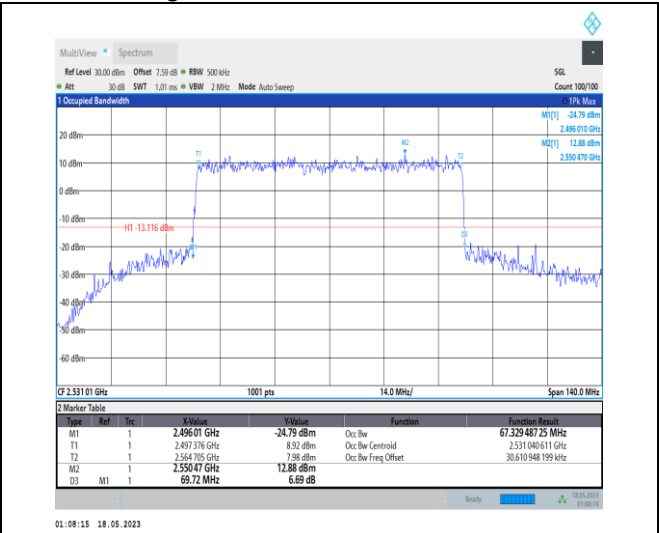 MultiView Spectrum
Ref Level 30.00 dBm Offset 7.59 dB RBW 500 kHz SGL
Att 30 dB SWT 1.01 ms VBW 2 MHz Mode Auto Sweep Count 100/100
1 Occupied Bandwidth 1Pk Max
M1[1] -24.79 dBm
2.496 010 GHz
20 dBm
M2[1] 12.88 dBm
2.550 470 GHz
M2
T1
T2
10 dBm
0 dBm
-10 dBm
H1 -13.116 dBm
D3
-20 dBm
-30 dBm
-40 dBm
-50 dBm
-60 dBm
CF 2.531 01 GHz 1001 pts 14.0 MHz/ Span 140.0 MHz
2 Marker Table
Type Ref Trc X-Value Y-Value Function Function Result
M1 1 2.49601 GHz -24.79 dBm Occ Bw 67.329 487 25 MHz
T1 1 2.497 376 GHz 8.92 dBm Occ Bw Centroid 2.531 040 611 GHz
T2 1 2.564 705 GHz 7.98 dBm Occ Bw Freq Offset 30.610 948 199 kHz
M2 1 2.55047 GHz 12.88 dBm
D3 M1 1 69.72 MHz 6.69 dB
Ready 18.05.2023
01:08:14
01:08:15 18.05.2023